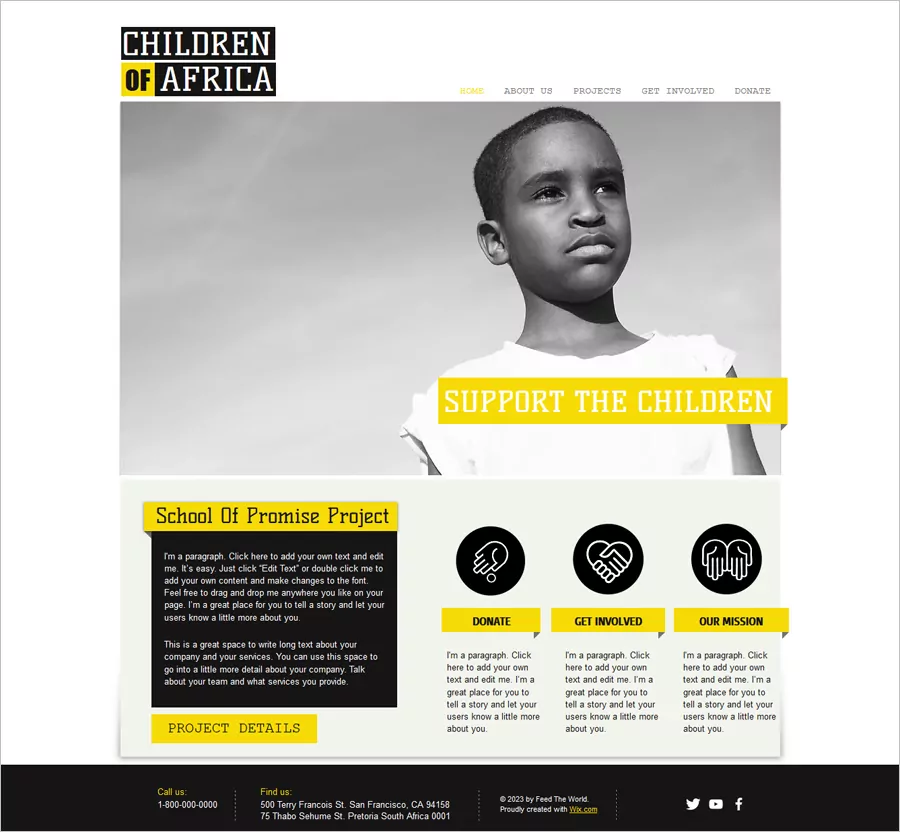 CHILDREN
OF AFRICA
HOME ABOUT US PROJECTS GET INVOLVED DONATE
SUPPORT THE CHILDREN
School Of Promise Project
I'm a paragraph. Click here to add your own text and edit
me. It's easy. Just click "Edit Text" or double click me to
add your own content and make changes to the font.
Feel free to drag and drop me anywhere you like on your
page. I'm a great place for you to tell a story and let your
users know a little more about you.
This is a great space to write long text about your
company and your services. You can use this space to
go into a little more detail about your company. Talk
about your team and what services you provide.
PROJECT DETAILS
DONATE
I'm a paragraph. Click
here to add your own
text and edit me. I'm a
great place for you to
tell a story and let your
users know a little more
about you.
GET INVOLVED
I'm a paragraph. Click
here to add your own
text and edit me. I'm a
great place for you to
tell a story and let your
users know a little more
about you.
OUR MISSION
I'm a paragraph. Click
here to add your own
text and edit me. I'm a
great place for you to
tell a story and let your
users know a little more
about you.
Call us:
1-800-000-0000
Find us:
500 Terry Francois St. San Francisco, CA 94158
75 Thabo Sehume St. Pretoria South Africa 0001
© 2023 by Feed The World.
Proudly created with Wix.com